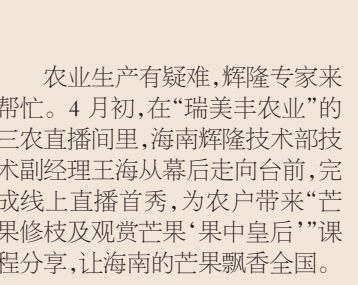 农业生产有疑难,辉隆专家来
帮忙。4 月初,在“瑞美丰农业”的
三农直播间里,海南辉隆技术部技
术副经理王海从幕后走向台前,完
成线上直播首秀,为农户带来“芒
果修枝及观赏芒果‘果中皇后’”课
程分享,让海南的芒果飘香全国。